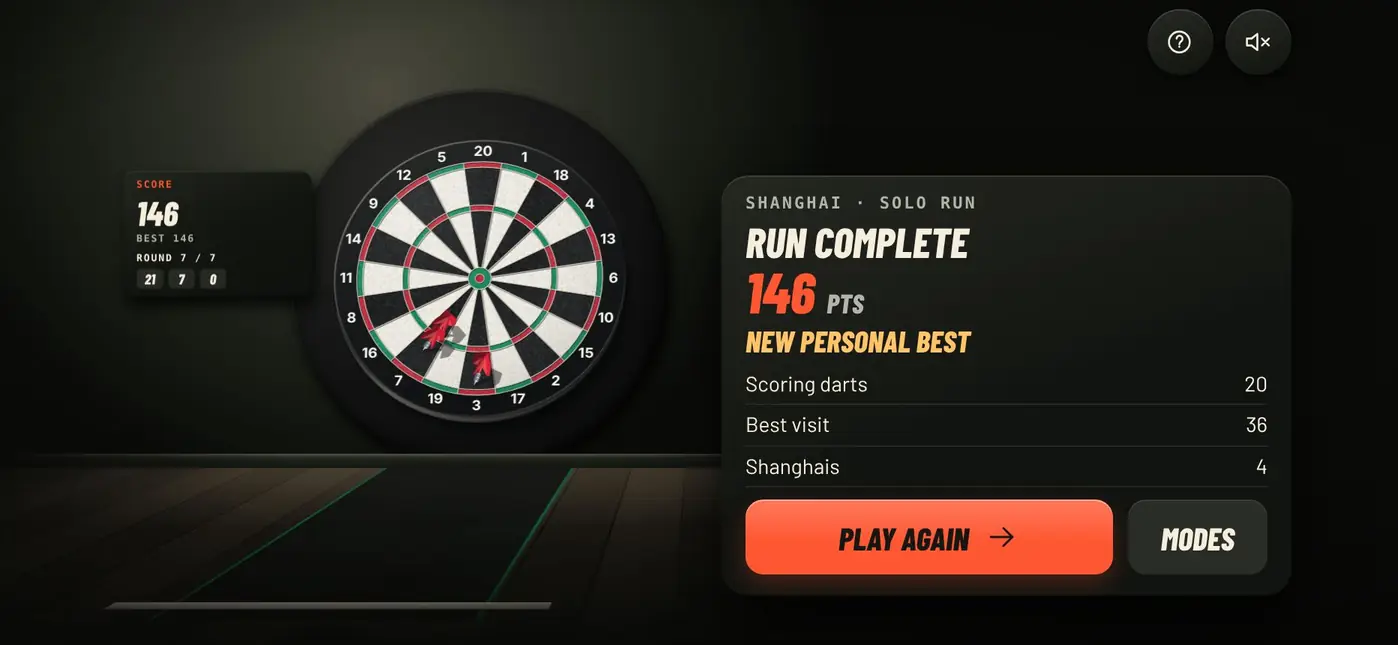 SCORE
146
BEST 146
ROUND 7 / 7
21 7 0
20
5 1
12 18
9 4
14 13
11 6
8 10
16 15
7 2
19 17
3
SHANGHAI · SOLO RUN
RUN COMPLETE
146 PTS
NEW PERSONAL BEST
Scoring darts 20
Best visit 36
Shanghais 4
PLAY AGAIN →
MODES